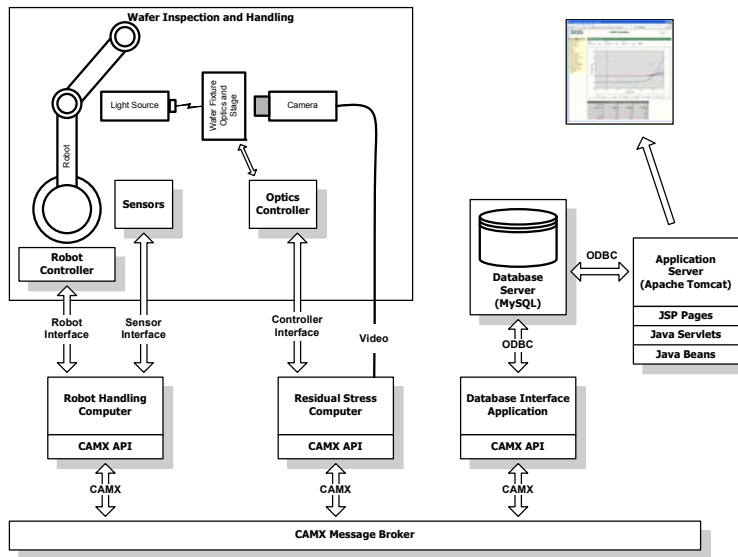 Wafer Inspection and Handling
Light Source
Wafer Fixture
Optics and
Stage
Camera
Robot
Sensors
Optics
Controller
Robot
Controller
Database
Server
(MySQL)
ODBC
Application
Server
(Apache Tomcat)
JSP Pages
Java Servlets
Java Beans
Robot
Interface
Sensor
Interface
Controller
Interface
Video
ODBC
Robot Handling
Computer
CAMX API
Residual Stress
Computer
CAMX API
Database Interface
Application
CAMX API
CAMX
CAMX
CAMX
CAMX Message Broker